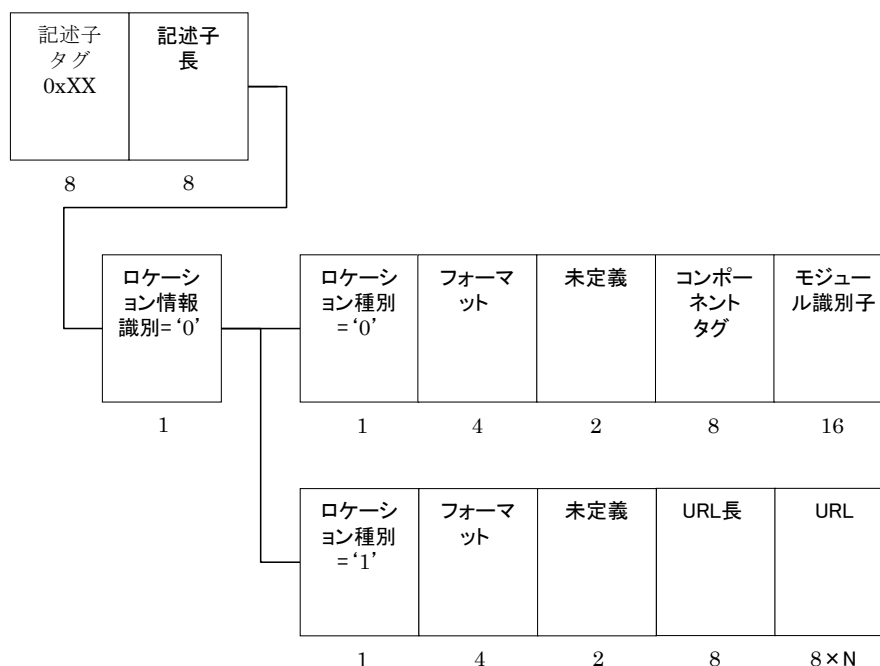 記述子
タグ
0xXX
記述子
長
8
8
ロケーシ
ョン情報
識別=‘0’
1
ロケーシ
ョン種別
=‘0’
フォーマ
ット
未定義
コンポー
ネント
タグ
モジュー
ル識別子
1
4
2
8
16
ロケーシ
ョン種別
=‘1’
フォーマ
ット
未定義
URL長
URL
1
4
2
8
8×N